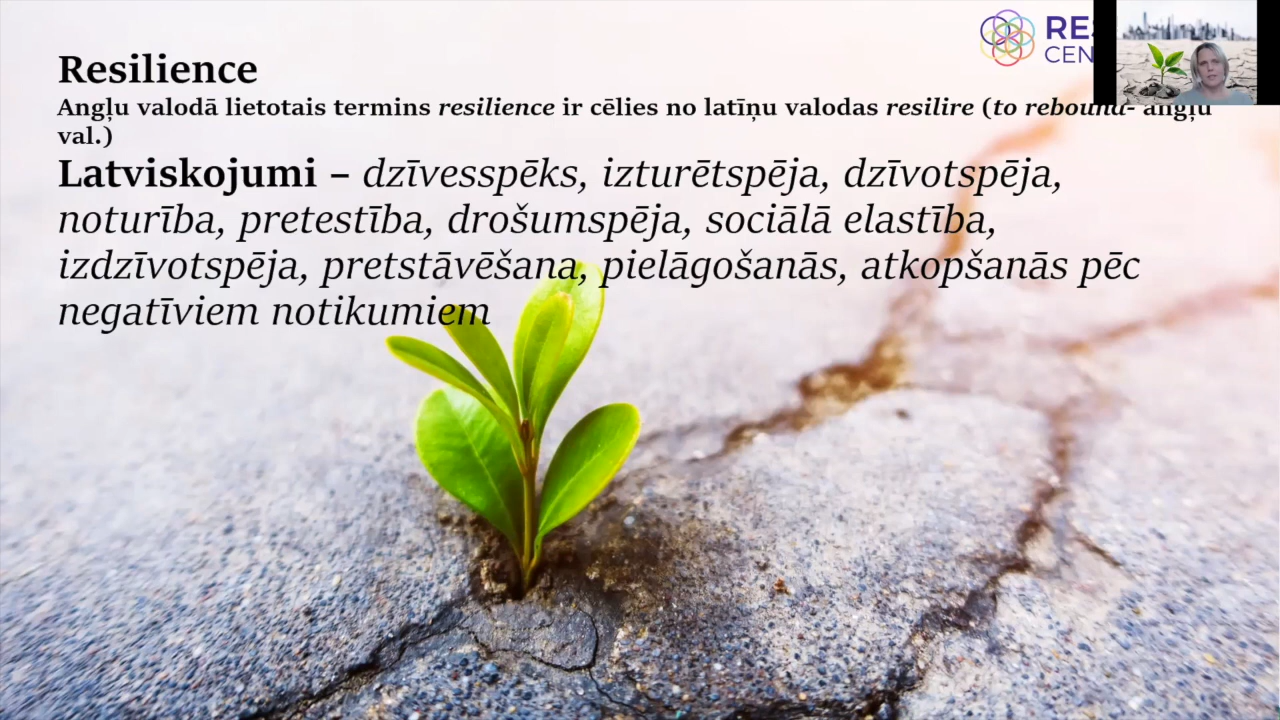 Resilience
Angļu valodā lietotais termins resilience ir cēlies no latīņu valodas resilire (to rebound- angļu
val.)
Latviskojumi – dzīvesspēks, izturētspēja, dzīvotspēja,
noturība, pretestība, drošumspēja, sociālā elastība,
izdzīvotspēja, pretstāvēšana, pielāgošanās, atkopšanās pēc
negatīviem notikumiem